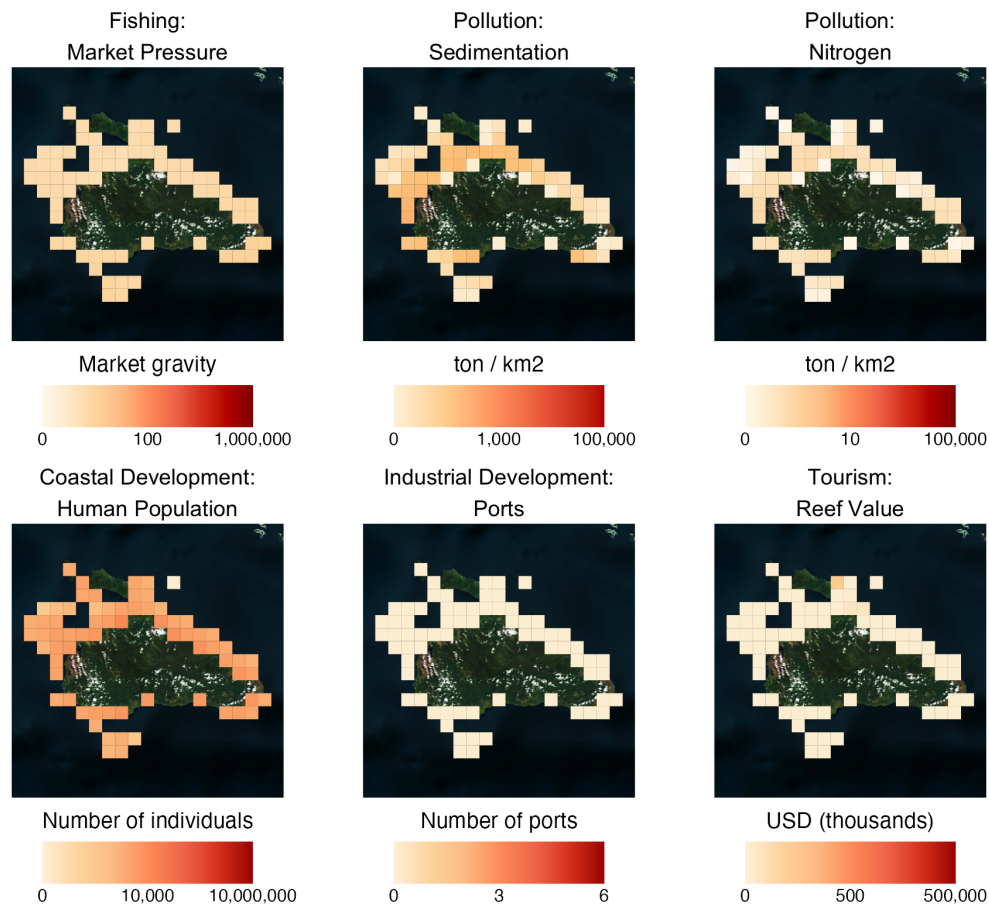 Fishing:
Market Pressure
Pollution:
Sedimentation
Pollution:
Nitrogen
Market gravity
0 100 1,000,000
ton / km2
0 1,000 100,000
ton / km2
0 10 100,000
Coastal Development:
Human Population
Industrial Development:
Ports
Tourism:
Reef Value
Number of individuals
0 10,000 10,000,000
Number of ports
0 3 6
USD (thousands)
0 500 500,000